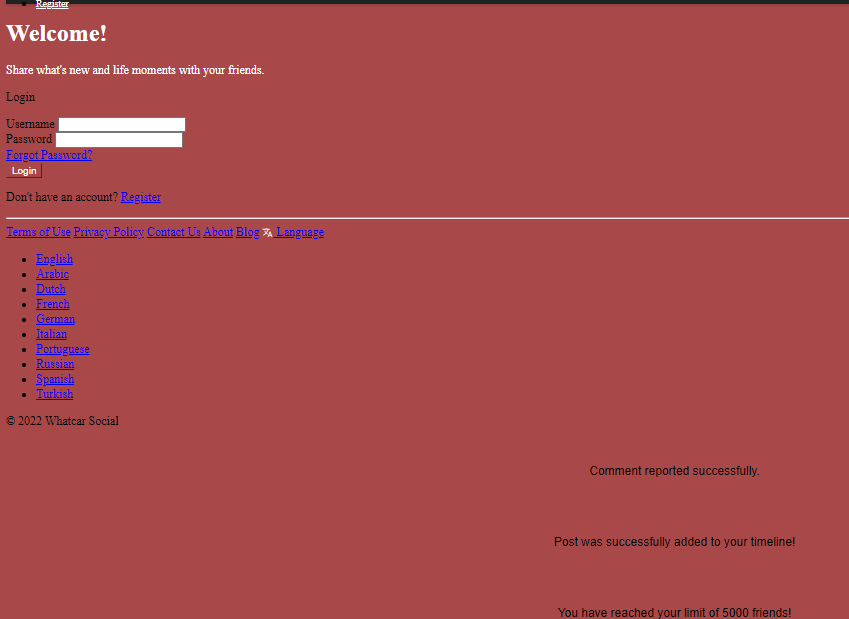 Register
Welcome!
Share what's new and life moments with your friends.
Login
Username
Password
Forgot Password?
Login
Don't have an account? Register
Terms of Use Privacy Policy Contact Us About Blog Language
English
Arabic
Dutch
French
German
Italian
Portuguese
Russian
Spanish
Turkish
© 2022 Whatcar Social
Comment reported successfully.
Post was successfully added to your timeline!
You have reached your limit of 5000 friends!